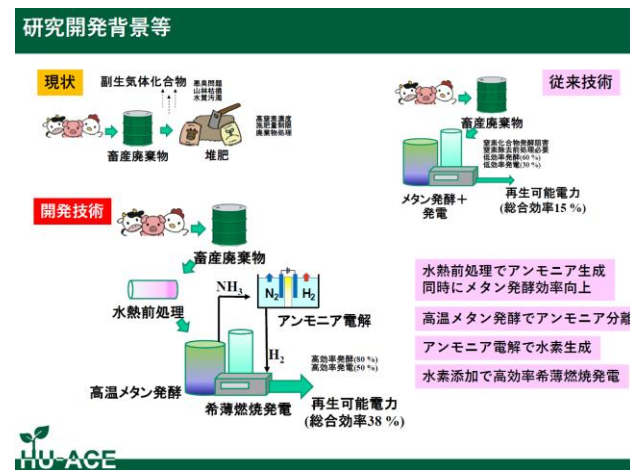 研究開発背景等
現状
副生気体化合物
悪臭問題
山林枯損
水質汚濁
畜産廃棄物
堆肥
高窒素濃度
施肥量制限
廃棄物処理
従来技術
畜産廃棄物
窒素化合物発酵阻害
窒素除去前処理必要
低効率発酵(60 %)
低効率発電(30 %)
メタン発酵+
発電
再生可能電力
(総合効率15 %)
開発技術
畜産廃棄物
水熱前処理
NH3
N2
H2
アンモニア電解
H2
高温メタン発酵
高効率発酵(80 %)
高効率発電(50 %)
希薄燃焼発電
再生可能電力
(総合効率38 %)
水熱前処理でアンモニア生成
同時にメタン発酵効率向上
高温メタン発酵でアンモニア分離
アンモニア電解で水素生成
水素添加で高効率希薄燃焼発電
HU-ACE